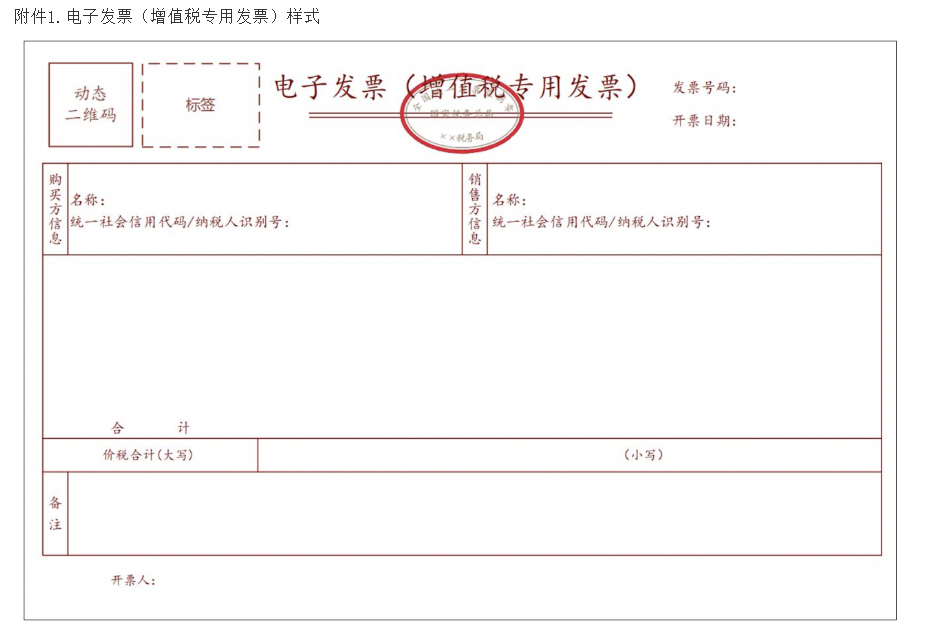 附件1.电子发票（增值税专用发票）样式
动态
二维码
标签
电子发票（增值税专用发票）
××税务局
发票号码：
开票日期：
购买方信息
名称：
统一社会信用代码/纳税人识别号：
销售方信息
名称：
统一社会信用代码/纳税人识别号：
合 计
价税合计(大写)
（小写）
备注
开票人：